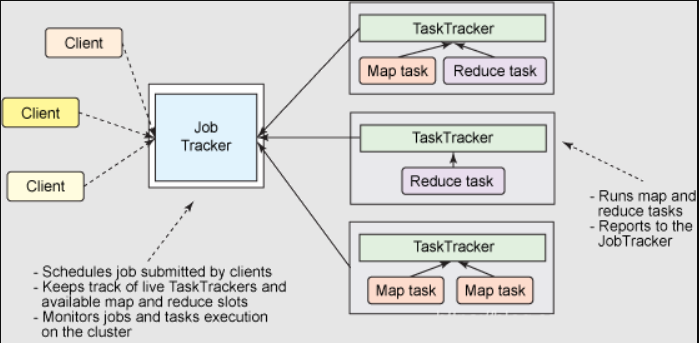 Client
Client
Client
Job
Tracker
TaskTracker
Map task
Reduce task
TaskTracker
Reduce task
TaskTracker
Map task
Map task
- Schedules job submitted by clients
- Keeps track of live TaskTrackers and
available map and reduce slots
- Monitors jobs and tasks execution
on the cluster
- Runs map and
reduce tasks
- Reports to the
JobTracker